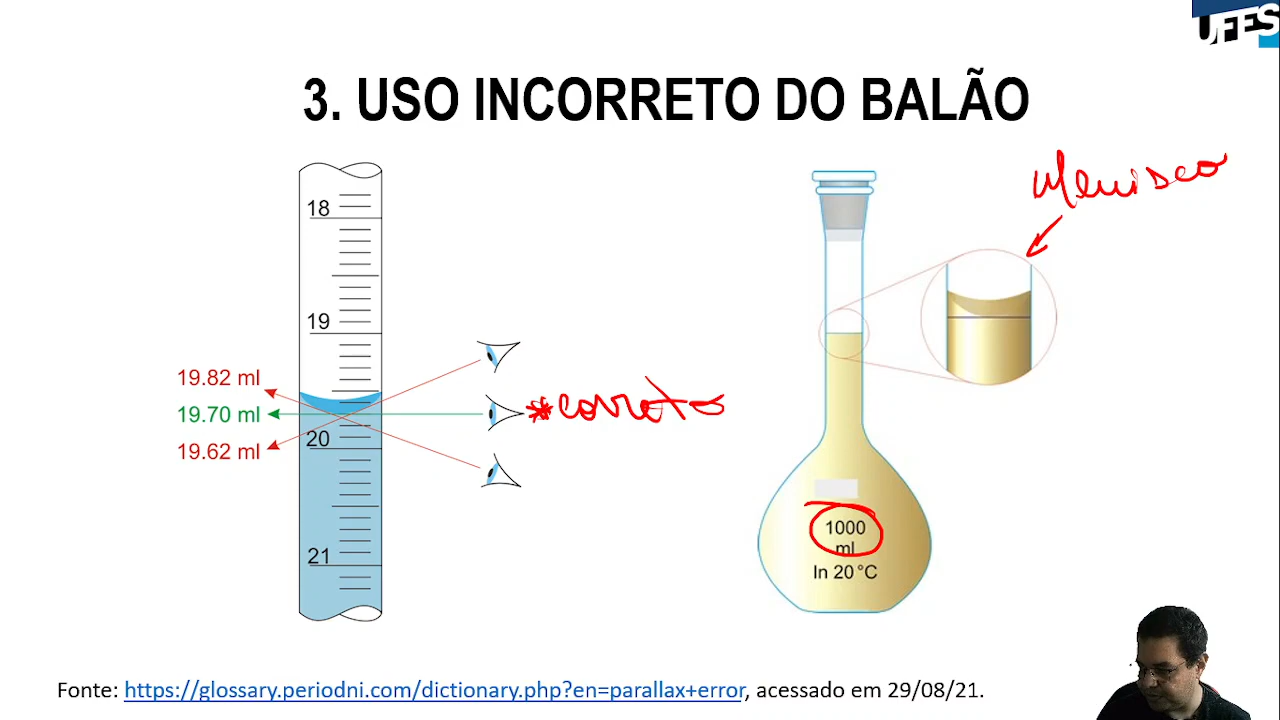 UFES
3. USO INCORRETO DO BALÃO
Menisco
18
19
19.82 ml
19.70 ml
*correto
19.62 ml
20
21
1000
ml
In 20 °C
Fonte: https://glossary.periodni.com/dictionary.php?en=parallax+error, acessado em 29/08/21.